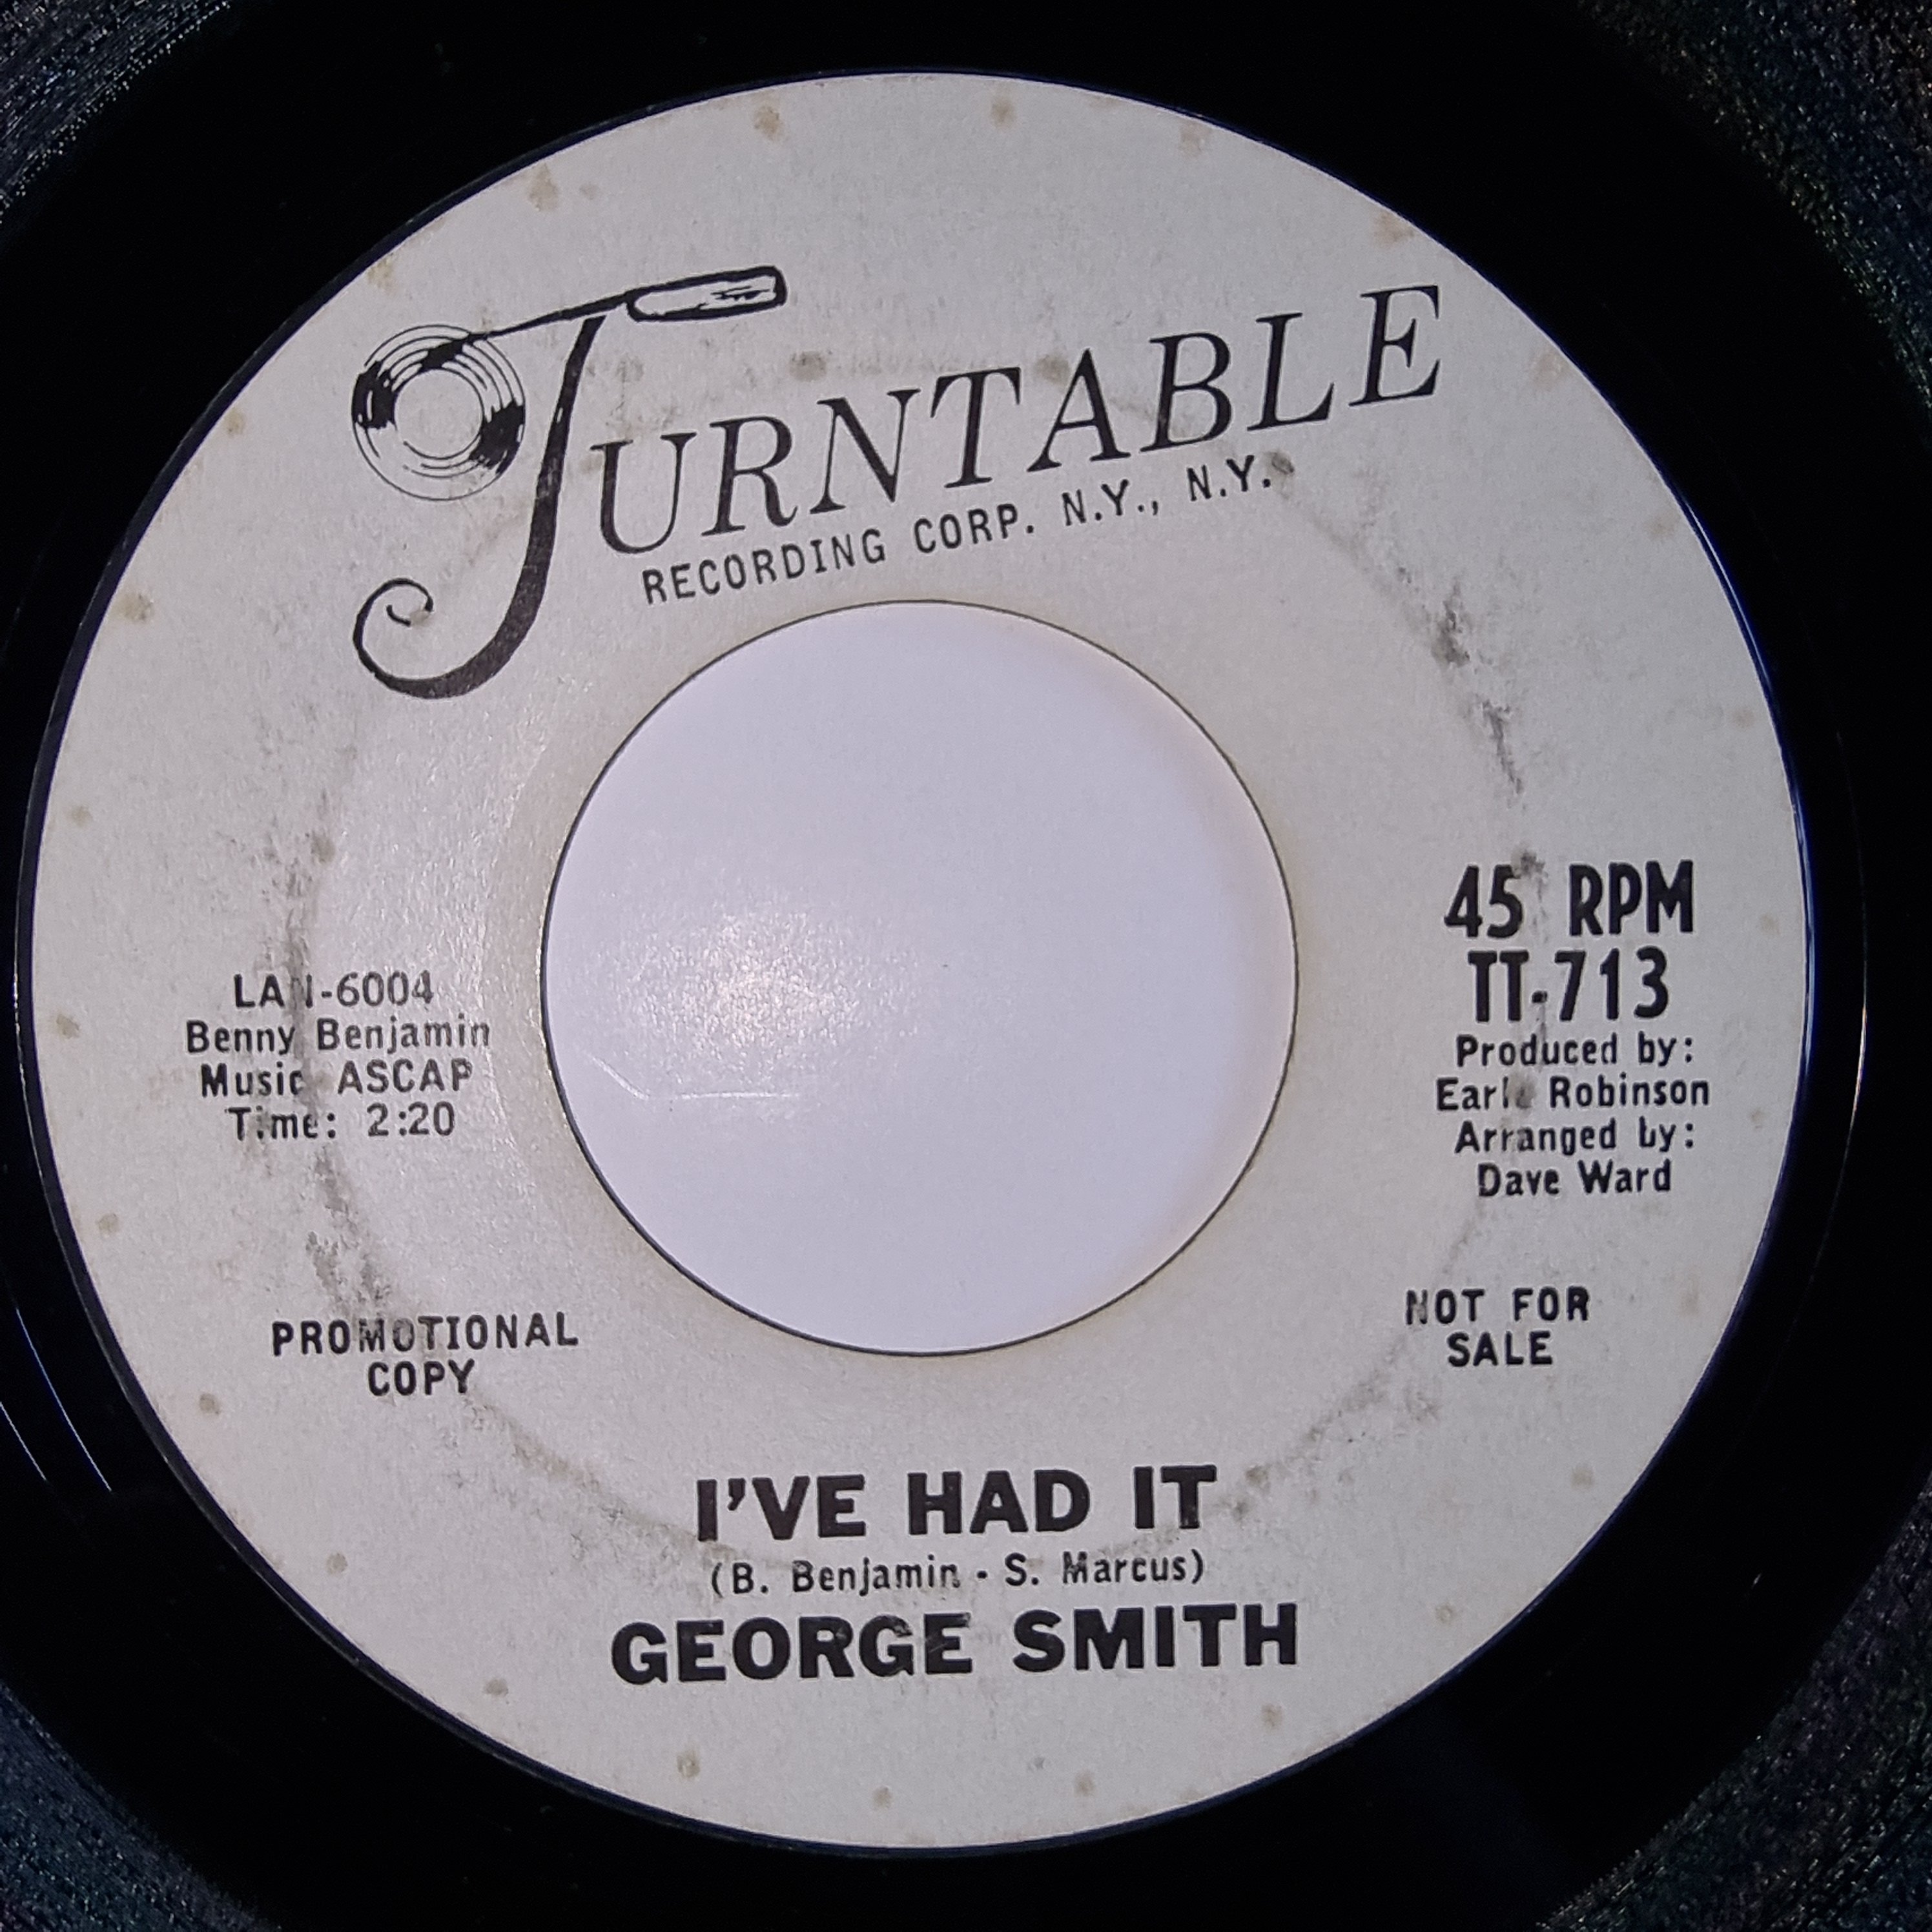 TURNTABLE
RECORDING CORP. N.Y., N.Y.
45 RPM
TT-713
Produced by:
Earle Robinson
Arranged by:
Dave Ward
LAN-6004
Benny Benjamin
Music ASCAP
Time: 2:20
PROMOTIONAL
COPY
NOT FOR
SALE
I'VE HAD IT
(B. Benjamin - S. Marcus)
GEORGE SMITH